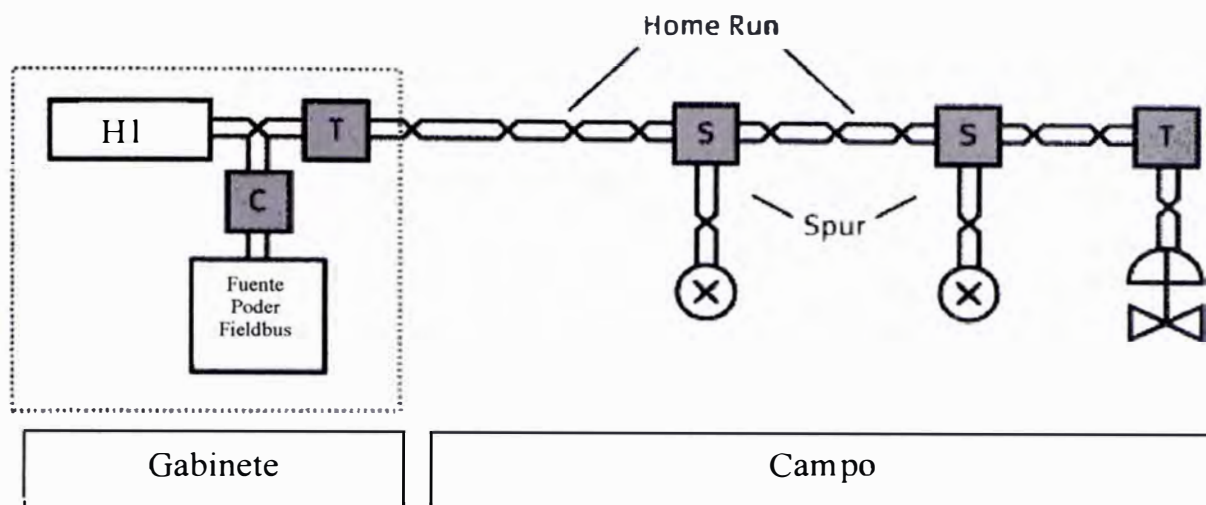 Home Run
H1
T
S
S
T
C
Spur
Fuente
Poder
Fieldbus
Gabinete
Campo